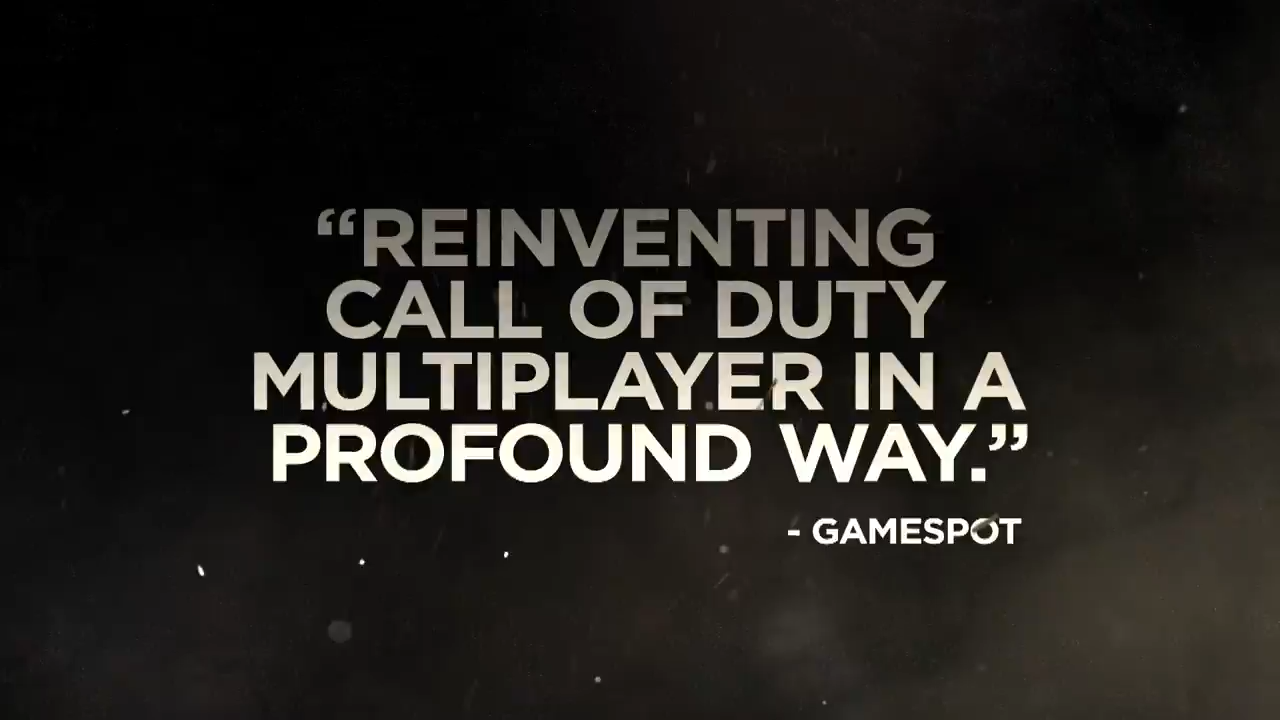 “REINVENTING
CALL OF DUTY
MULTIPLAYER IN A
PROFOUND WAY.”
- GAMESPOT